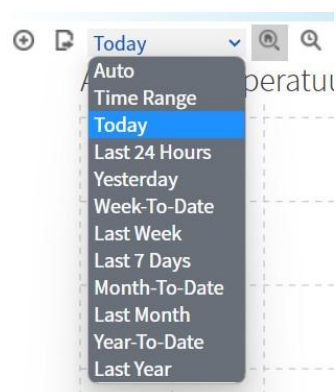 Today
peratuu
Auto
Time Range
Today
Last 24 Hours
Yesterday
Week-To-Date
Last Week
Last 7 Days
Month-To-Date
Last Month
Year-To-Date
Last Year